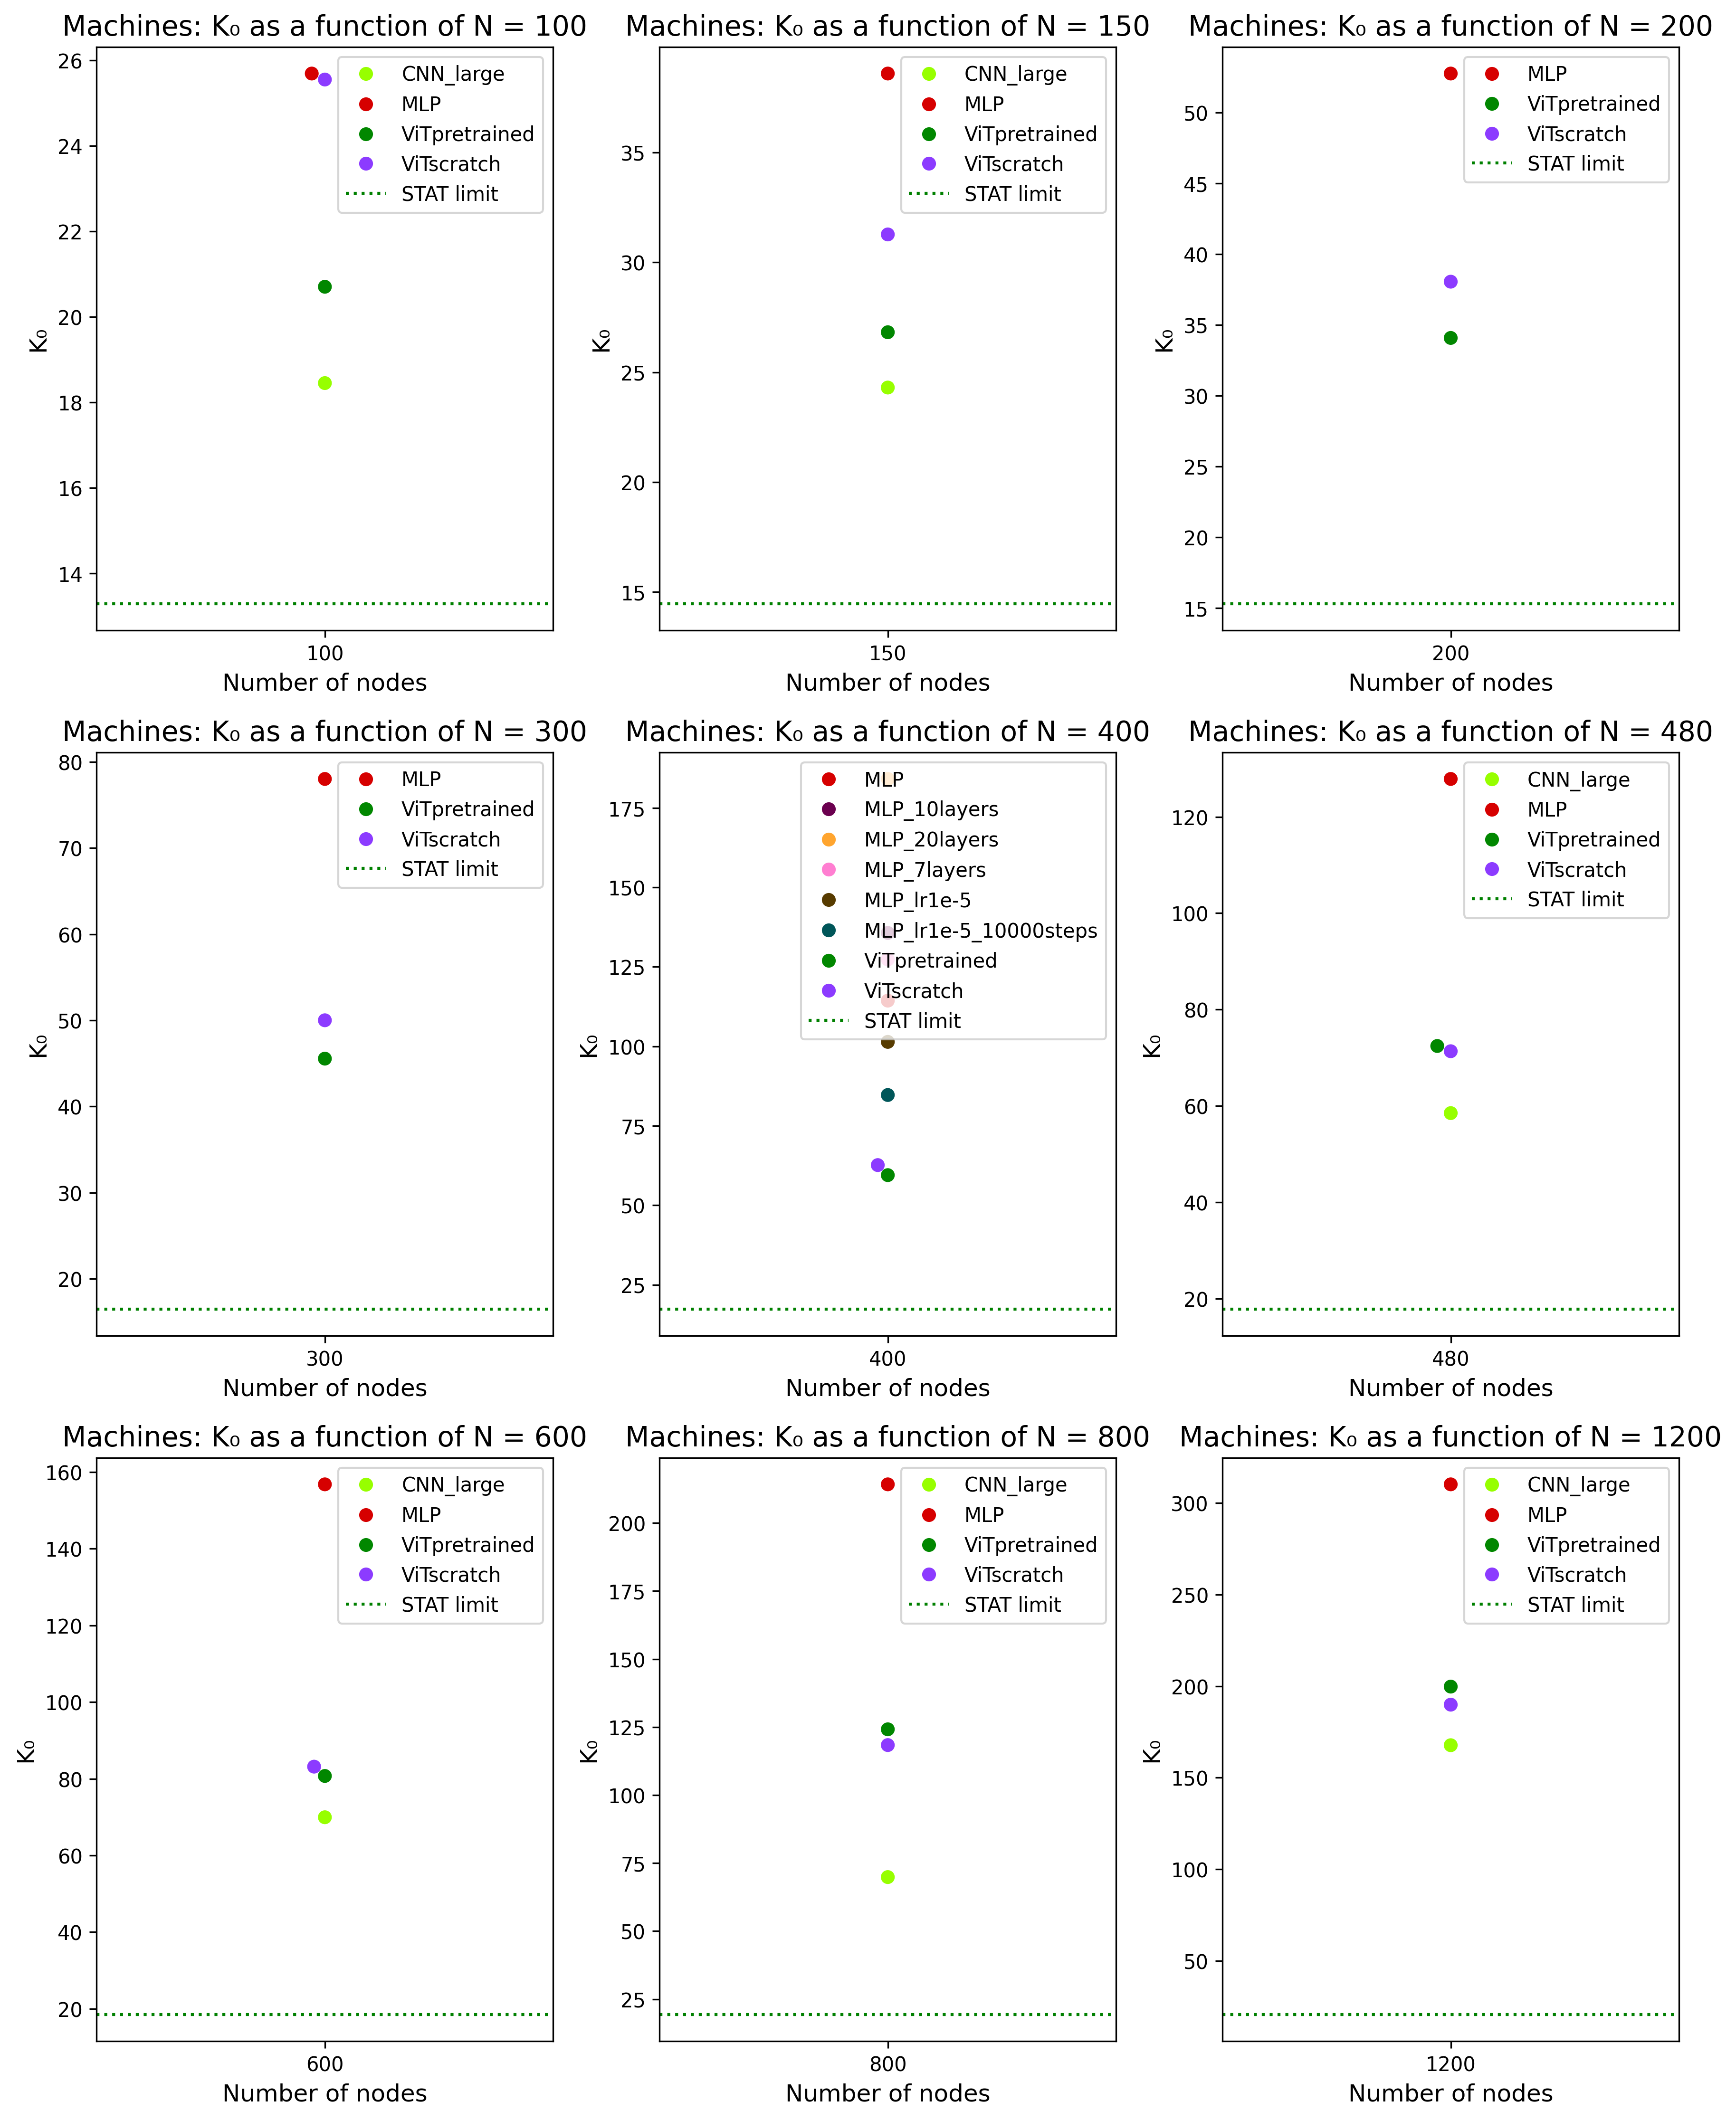 Machines: K₀ as a function of N = 100
26
24
22
20
18
16
14
K₀
CNN_large
MLP
ViTpretrained
ViTscratch
STAT limit
100
Number of nodes
Machines: K₀ as a function of N = 150
35
30
25
20
15
K₀
CNN_large
MLP
ViTpretrained
ViTscratch
STAT limit
150
Number of nodes
Machines: K₀ as a function of N = 200
50
45
40
35
30
25
20
15
K₀
MLP
ViTpretrained
ViTscratch
STAT limit
200
Number of nodes
Machines: K₀ as a function of N = 300
80
70
60
50
40
30
20
K₀
MLP
ViTpretrained
ViTscratch
STAT limit
300
Number of nodes
Machines: K₀ as a function of N = 400
175
150
125
100
75
50
25
K₀
MLP
MLP_10layers
MLP_20layers
MLP_7layers
MLP_lr1e-5
MLP_lr1e-5_10000steps
ViTpretrained
ViTscratch
STAT limit
400
Number of nodes
Machines: K₀ as a function of N = 480
120
100
80
60
40
20
K₀
CNN_large
MLP
ViTpretrained
ViTscratch
STAT limit
480
Number of nodes
Machines: K₀ as a function of N = 600
160
140
120
100
80
60
40
20
K₀
CNN_large
MLP
ViTpretrained
ViTscratch
STAT limit
600
Number of nodes
Machines: K₀ as a function of N = 800
200
175
150
125
100
75
50
25
K₀
CNN_large
MLP
ViTpretrained
ViTscratch
STAT limit
800
Number of nodes
Machines: K₀ as a function of N = 1200
300
250
200
150
100
50
K₀
CNN_large
MLP
ViTpretrained
ViTscratch
STAT limit
1200
Number of nodes